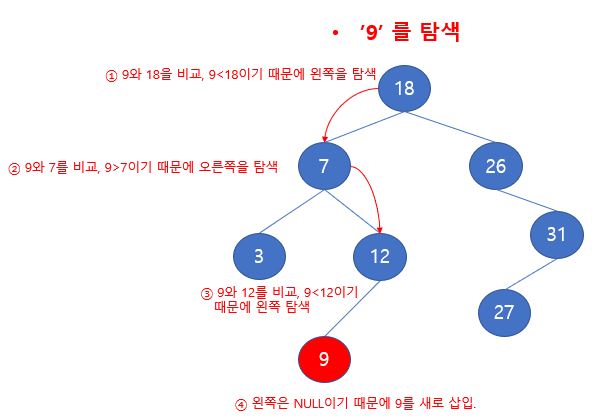 • '9' 를 탐색
① 9와 18을 비교, 9<18이기 때문에 왼쪽을 탐색
18
② 9와 7를 비교, 9>7이기 때문에 오른쪽을 탐색
7
26
31
3
12
③ 9와 12를 비교, 9<12이기
때문에 왼쪽 탐색
27
9
④ 왼쪽은 NULL이기 때문에 9를 새로 삽입.